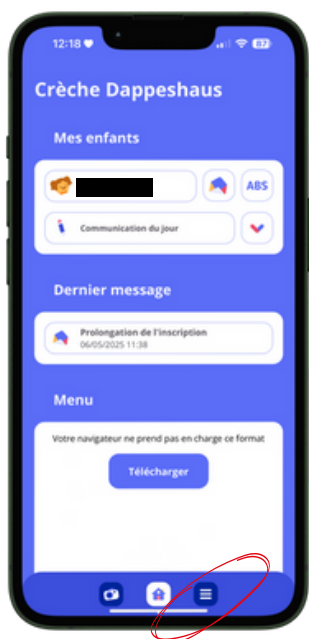 12:18
87
Crèche Dappeshaus
Mes enfants
ABS
Communication du jour
Dernier message
Prolongation de l'inscription
06/05/2025 11:38
Menu
Votre navigateur ne prend pas en charge ce format
Télécharger